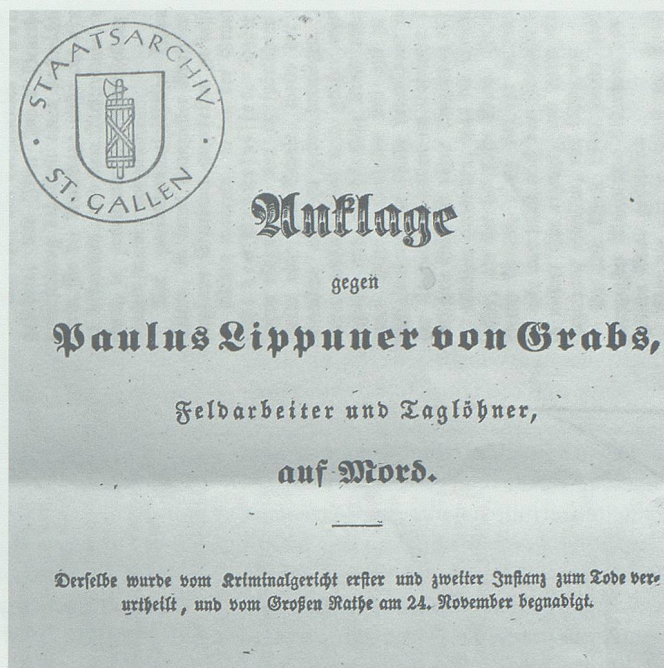 STAATSARCHIV
ST. GALLEN
Anklage
gegen
Paulus Lippuner von Grabs,
Feldarbeiter und Taglöhner,
auf Mord.
Derselbe wurde vom Kriminalgericht erster und zweiter Instanz zum Tode ver-
urtheilt, und vom Großen Rathe am 24. November begnadigt.